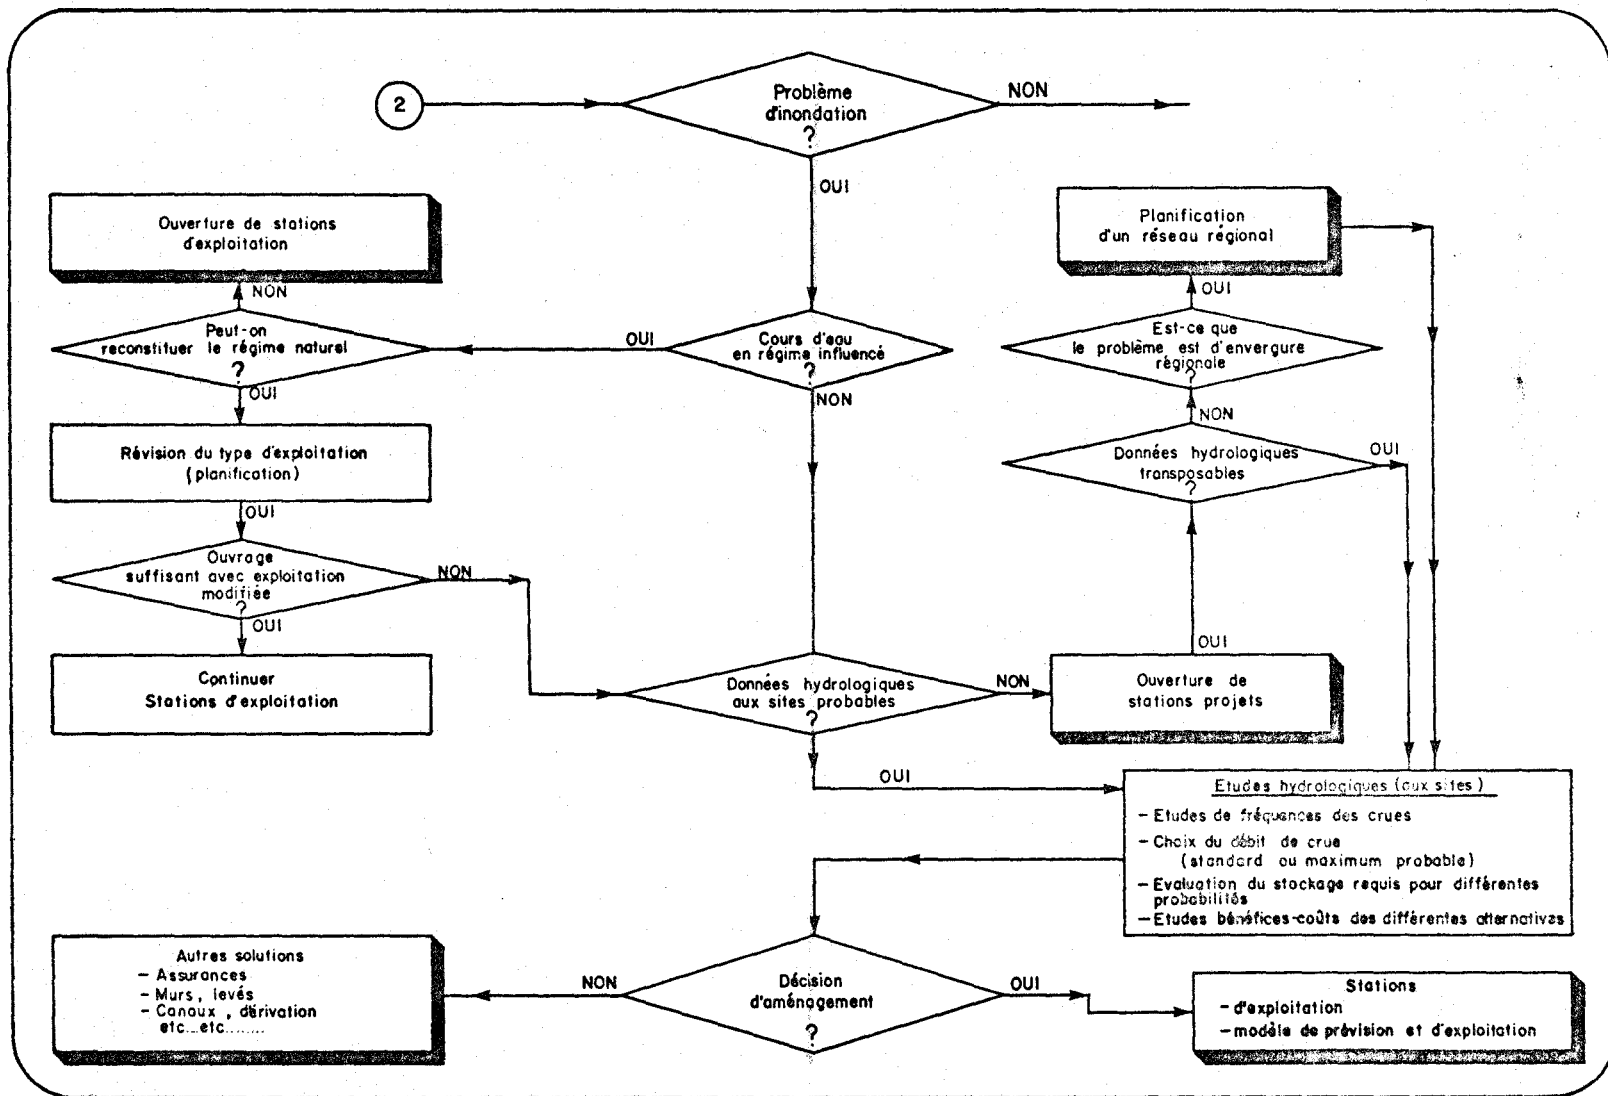 2
Problème
d'inondation
?
NON
OUI
Ouverture de stations
d'exploitation
NON
Peut-on
reconstituer le régime naturel
?
OUI
OUI
Cours d'eau
en régime influencé
?
NON
Planification
d'un réseau régional
OUI
Est-ce que
le problème est d'envergure
régionale
?
NON
Données hydrologiques
transposables
?
OUI
OUI
Révision du type d'exploitation
(planification)
OUI
Ouvrage
suffisant avec exploitation
modifiée
?
NON
OUI
Continuer
Stations d'exploitation
Données hydrologiques
aux sites probables
?
NON
Ouverture de
stations projets
OUI
Etudes hydrologiques (aux sites)
- Etudes de fréquences des crues
- Choix du débit de crue
(standard ou maximum probable)
- Evaluation du stockage requis pour différentes
probabilités
- Etudes bénéfices-coûts des différentes alternatives
Autres solutions
- Assurances
- Murs, levés
- Canaux, dérivation
etc...etc........
NON
Décision
d'aménagement
?
OUI
Stations
- d'exploitation
- modèle de prévision et d'exploitation